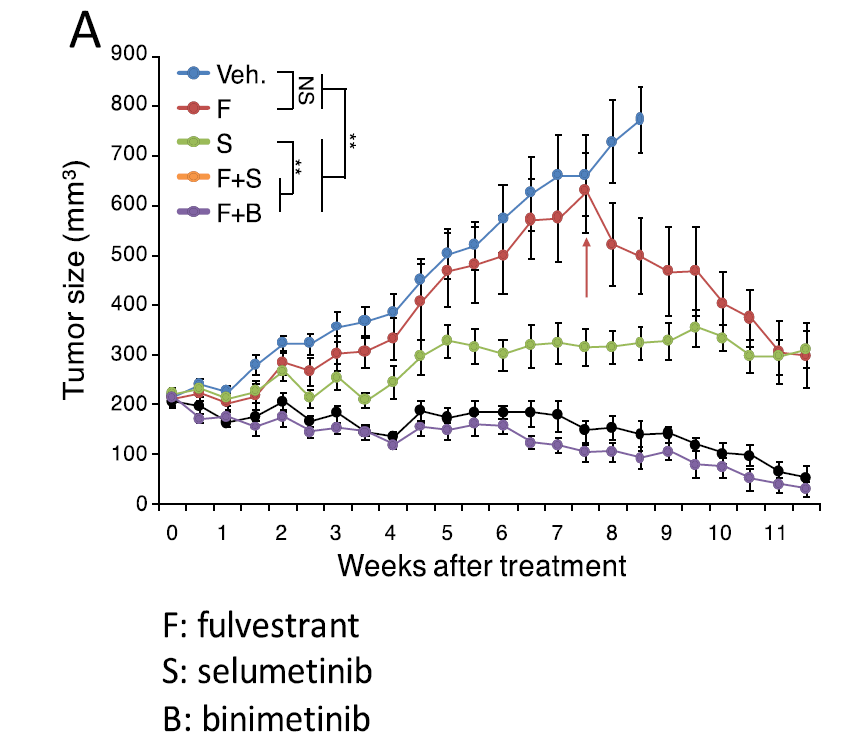 A
900
800
700
600
500
400
300
200
100
0
Tumor size (mm³)
Veh.
F
S
F+S
F+B
NS
**
**
0 1 2 3 4 5 6 7 8 9 10 11
Weeks after treatment
F: fulvestrant
S: selumetinib
B: binimetinib